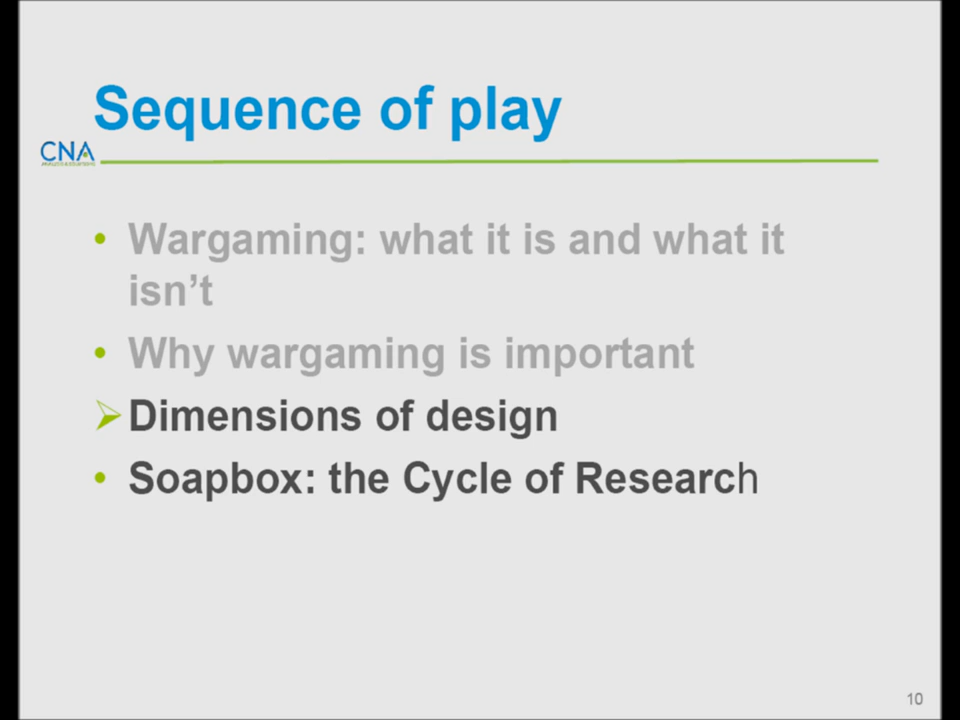 Sequence of play
CNA
• Wargaming: what it is and what it
isn't
• Why wargaming is important
➢ Dimensions of design
• Soapbox: the Cycle of Research
10